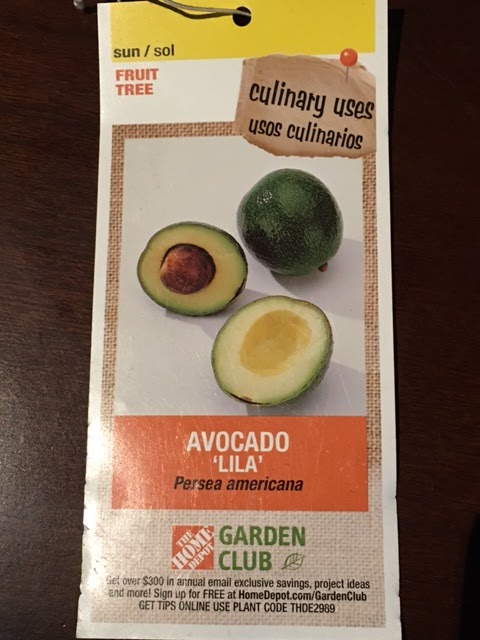 sun / sol
FRUIT
TREE
culinary uses
usos culinarios
AVOCADO
'LILA'
Persea americana
THE
HOME
DEPOT
GARDEN
CLUB
Get over $300 in annual email exclusive savings, project ideas
and more! Sign up for FREE at HomeDepot.com/GardenClub
GET TIPS ONLINE USE PLANT CODE THDE2989